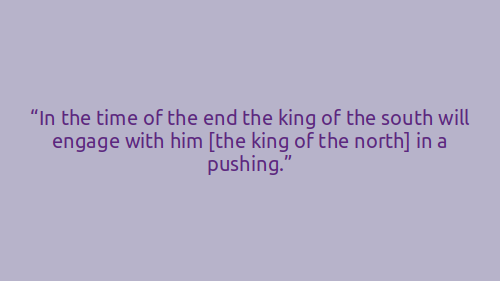 “In the time of the end the king of the south will
engage with him [the king of the north] in a
pushing.”